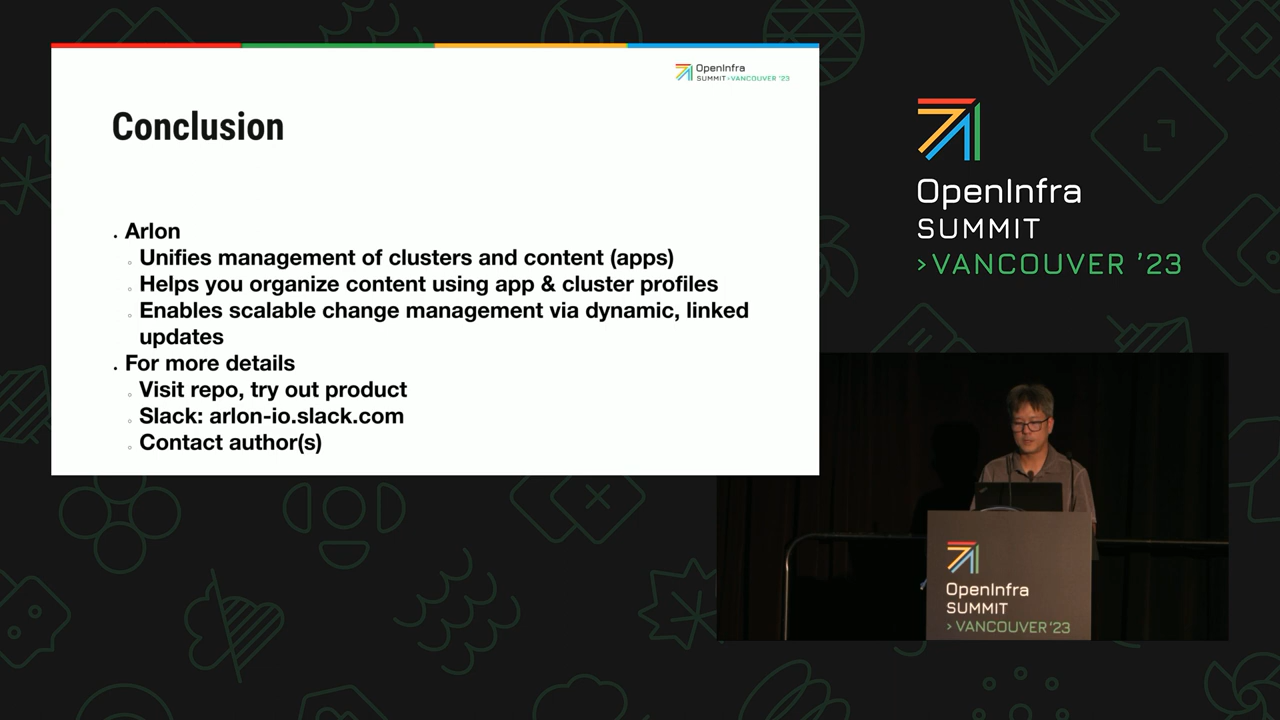 OpenInfra
SUMMIT >VANCOUVER '23
Conclusion
. Arlon
◦ Unifies management of clusters and content (apps)
◦ Helps you organize content using app & cluster profiles
◦ Enables scalable change management via dynamic, linked
updates
. For more details
◦ Visit repo, try out product
◦ Slack: arlon-io.slack.com
◦ Contact author(s)
OpenInfra
SUMMIT
>VANCOUVER '23
OpenInfra
SUMMIT
>VANCOUVER '23